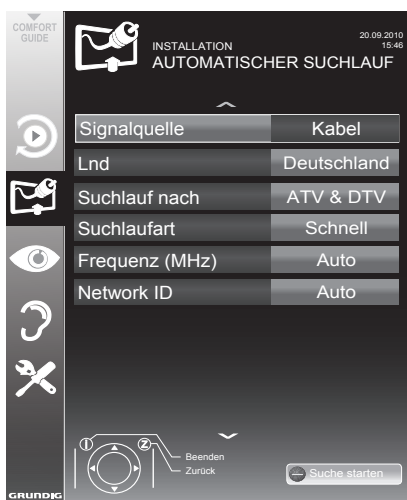 COMFORT
GUIDE
INSTALLATION
AUTOMATISCHER SUCHLAUF
20.09.2010
15:46
Signalquelle Kabel
Lnd Deutschland
Suchlauf nach ATV & DTV
Suchlaufart Schnell
Frequenz (MHz) Auto
Network ID Auto
Z
Beenden
Zurück
Suche starten
GRUNDIG